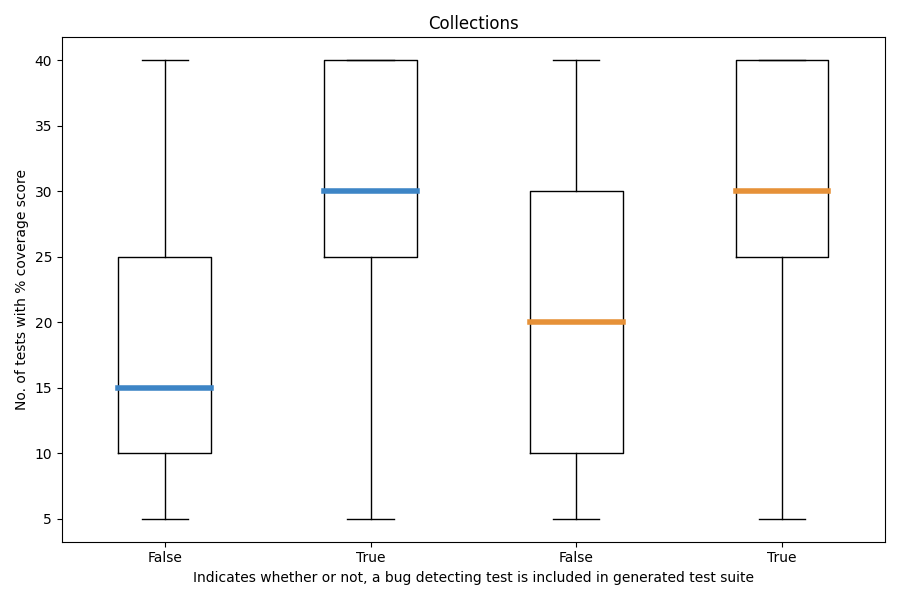 Collections
No. of tests with % coverage score
40
35
30
25
20
15
10
5
False True False True
Indicates whether or not, a bug detecting test is included in generated test suite